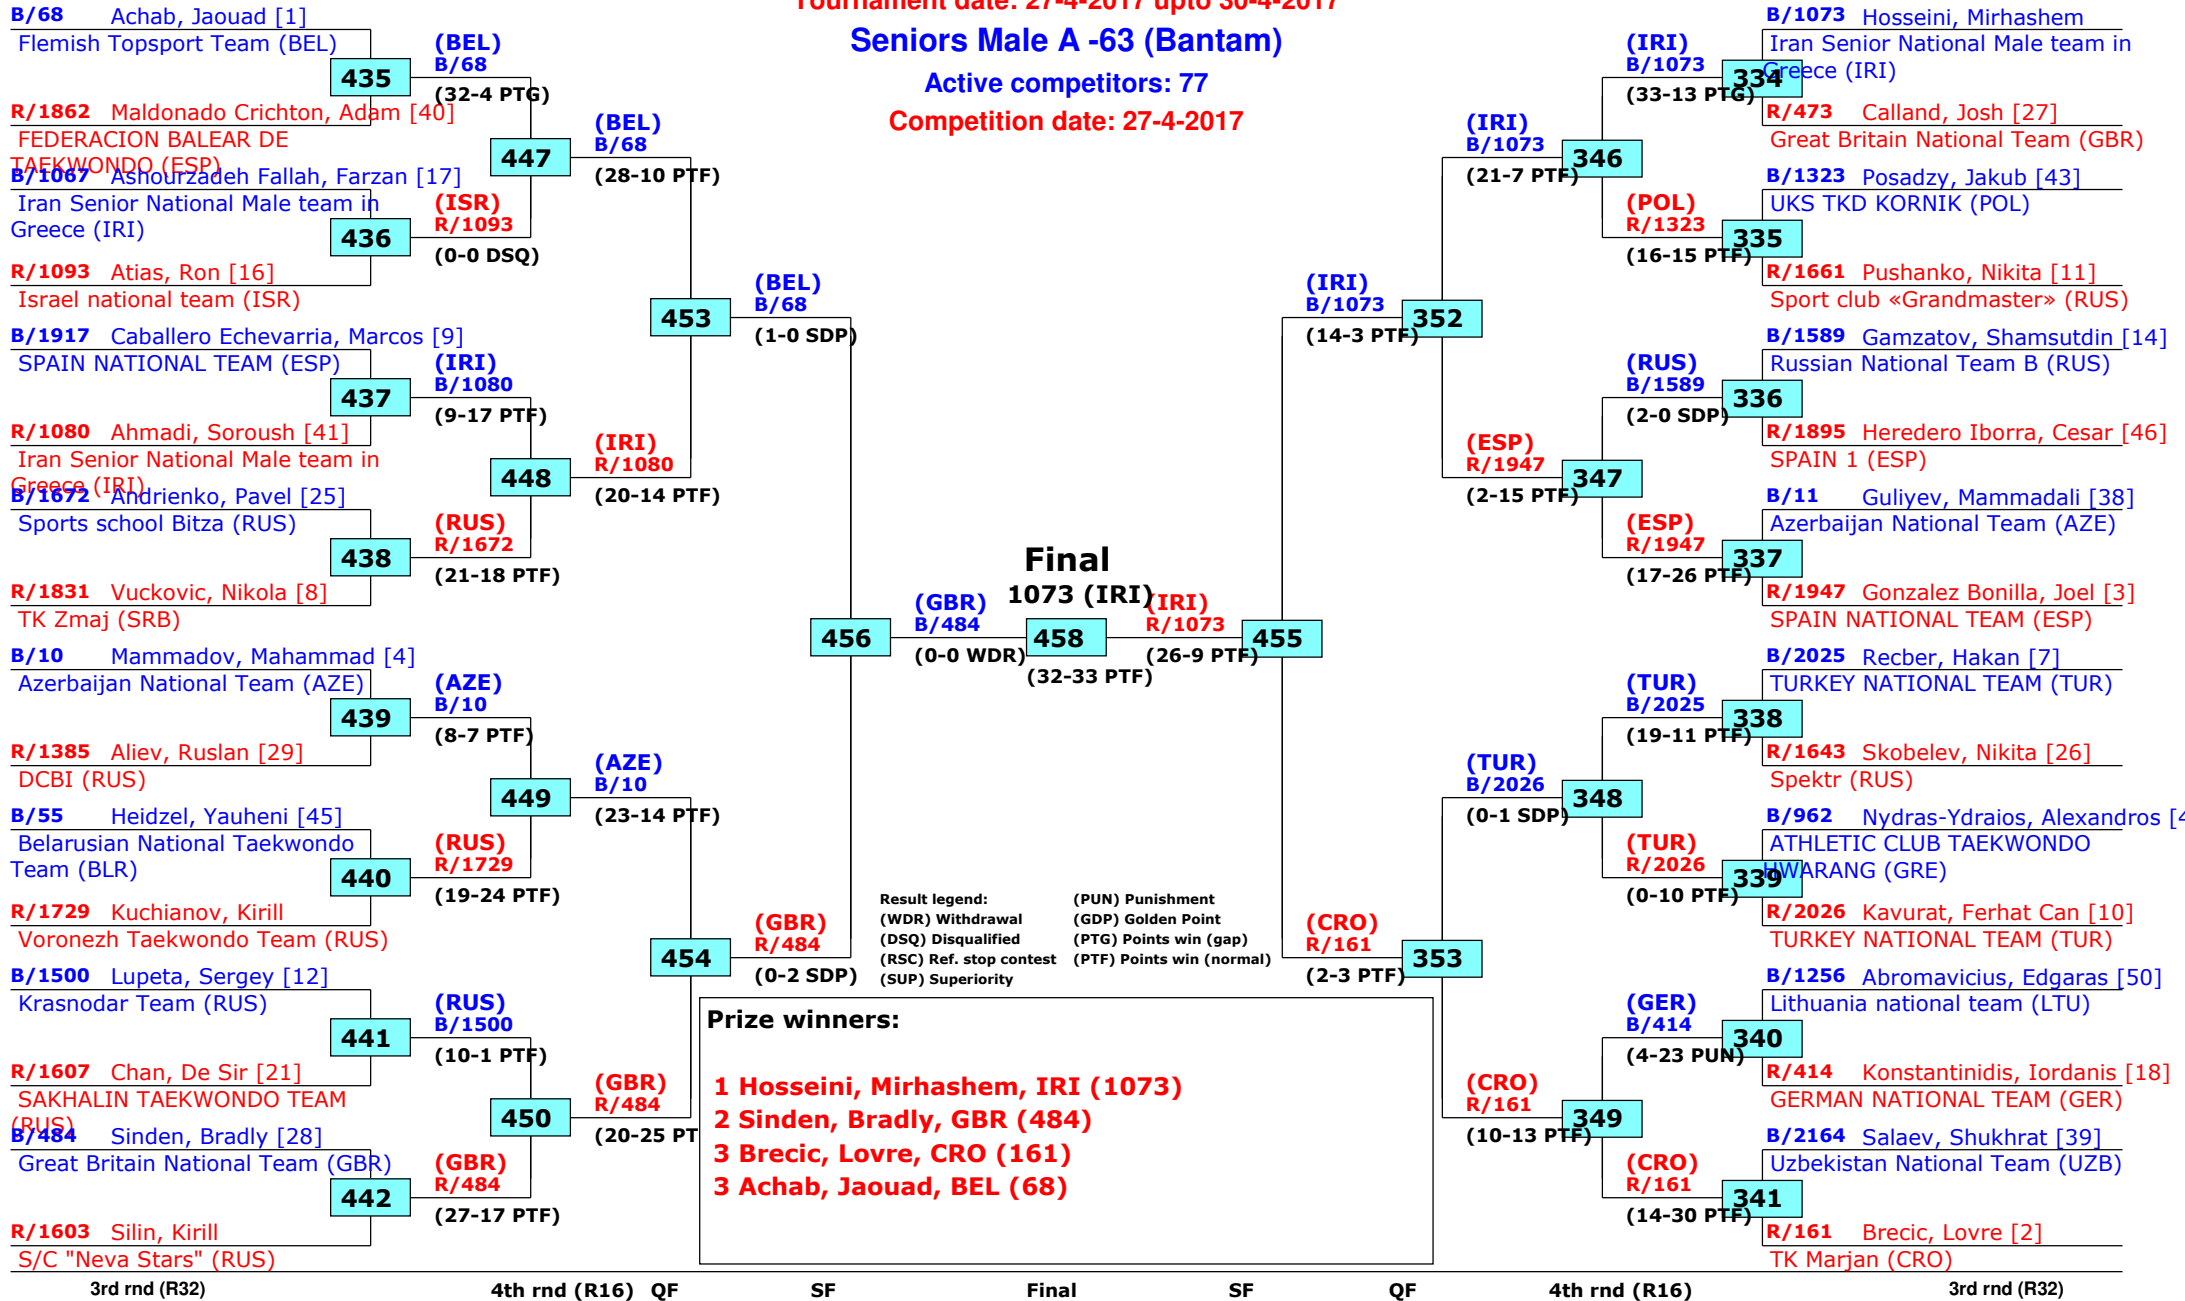 Tournament date: 27-4-2017 upto 30-4-2017
Seniors Male A -63 (Bantam)
Active competitors: 77
Competition date: 27-4-2017
B/68 Achab, Jaouad [1]
Flemish Topsport Team (BEL)
435
R/1862 Maldonado Crichton, Adam [40]
FEDERACION BALEAR DE
TAEKWONDO (ESP)
B/1067 Ashourzadeh Fallah, Farzan [17]
Iran Senior National Male team in
Greece (IRI)
436
R/1093 Atias, Ron [16]
Israel national team (ISR)
B/1917 Caballero Echevarria, Marcos [9]
SPAIN NATIONAL TEAM (ESP)
437
R/1080 Ahmadi, Soroush [41]
Iran Senior National Male team in
Greece (IRI)
B/1672 Andrienko, Pavel [25]
Sports school Bitza (RUS)
438
R/1831 Vuckovic, Nikola [8]
TK Zmaj (SRB)
B/10 Mammadov, Mahammad [4]
Azerbaijan National Team (AZE)
439
R/1385 Aliev, Ruslan [29]
DCBI (RUS)
B/55 Heidzel, Yauheni [45]
Belarusian National Taekwondo
Team (BLR)
440
R/1729 Kuchianov, Kirill
Voronezh Taekwondo Team (RUS)
B/1500 Lupeta, Sergey [12]
Krasnodar Team (RUS)
441
R/1607 Chan, De Sir [21]
SAKHALIN TAEKWONDO TEAM
(RUS)
B/484 Sinden, Bradly [28]
Great Britain National Team (GBR)
442
R/1603 Silin, Kirill
S/C "Neva Stars" (RUS)
(BEL)
B/68
(32-4 PTG)
447
(ISR)
R/1093
(0-0 DSQ)
(IRI)
B/1080
(9-17 PTF)
448
(RUS)
R/1672
(21-18 PTF)
(AZE)
B/10
(8-7 PTF)
449
(RUS)
R/1729
(19-24 PTF)
(RUS)
B/1500
(10-1 PTF)
450
(GBR)
R/484
(27-17 PTF)
(BEL)
B/68
(28-10 PTF)
453
(IRI)
R/1080
(20-14 PTF)
(AZE)
B/10
(23-14 PTF)
454
(GBR)
R/484
(20-25 PT
(BEL)
B/68
(1-0 SDP)
456
(GBR)
R/484
(0-2 SDP)
(GBR)
B/484
(0-0 WDR)
Final
1073 (IRI)
458
(32-33 PTF)
(IRI)
R/1073
(26-9 PTF)
455
(IRI)
B/1073
(14-3 PTF)
352
(CRO)
R/161
(2-3 PTF)
353
(IRI)
B/1073
(21-7 PTF)
346
(ESP)
R/1947
(2-15 PTF)
347
(TUR)
B/2026
(0-1 SDP)
348
(CRO)
R/161
(10-13 PTF)
349
(IRI)
B/1073
(33-13 PTG)
334
(POL)
R/1323
(16-15 PTF)
335
(RUS)
B/1589
(2-0 SDP)
336
(ESP)
R/1947
(17-26 PTF)
337
(TUR)
B/2025
(19-11 PTF)
338
(TUR)
R/2026
(0-10 PTF)
339
(GER)
B/414
(4-23 PUN)
340
(CRO)
R/161
(14-30 PTF)
341
B/1073 Hosseini, Mirhashem
Iran Senior National Male team in
Greece (IRI)
R/473 Calland, Josh [27]
Great Britain National Team (GBR)
B/1323 Posadzy, Jakub [43]
UKS TKD KORNIK (POL)
R/1661 Pushanko, Nikita [11]
Sport club «Grandmaster» (RUS)
B/1589 Gamzatov, Shamsutdin [14]
Russian National Team B (RUS)
R/1895 Heredero Iborra, Cesar [46]
SPAIN 1 (ESP)
B/11 Guliyev, Mammadali [38]
Azerbaijan National Team (AZE)
R/1947 Gonzalez Bonilla, Joel [3]
SPAIN NATIONAL TEAM (ESP)
B/2025 Recber, Hakan [7]
TURKEY NATIONAL TEAM (TUR)
R/1643 Skobelev, Nikita [26]
Spektr (RUS)
B/962 Nydras-Ydraios, Alexandros [4
ATHLETIC CLUB TAEKWONDO
HWARANG (GRE)
R/2026 Kavurat, Ferhat Can [10]
TURKEY NATIONAL TEAM (TUR)
B/1256 Abromavicius, Edgaras [50]
Lithuania national team (LTU)
R/414 Konstantinidis, Iordanis [18]
GERMAN NATIONAL TEAM (GER)
B/2164 Salaev, Shukhrat [39]
Uzbekistan National Team (UZB)
R/161 Brecic, Lovre [2]
TK Marjan (CRO)
Result legend:
(WDR) Withdrawal
(DSQ) Disqualified
(RSC) Ref. stop contest
(SUP) Superiority
(PUN) Punishment
(GDP) Golden Point
(PTG) Points win (gap)
(PTF) Points win (normal)
Prize winners:
1 Hosseini, Mirhashem, IRI (1073)
2 Sinden, Bradly, GBR (484)
3 Brecic, Lovre, CRO (161)
3 Achab, Jaouad, BEL (68)
3rd rnd (R32) 4th rnd (R16) QF SF Final SF QF 4th rnd (R16) 3rd rnd (R32)